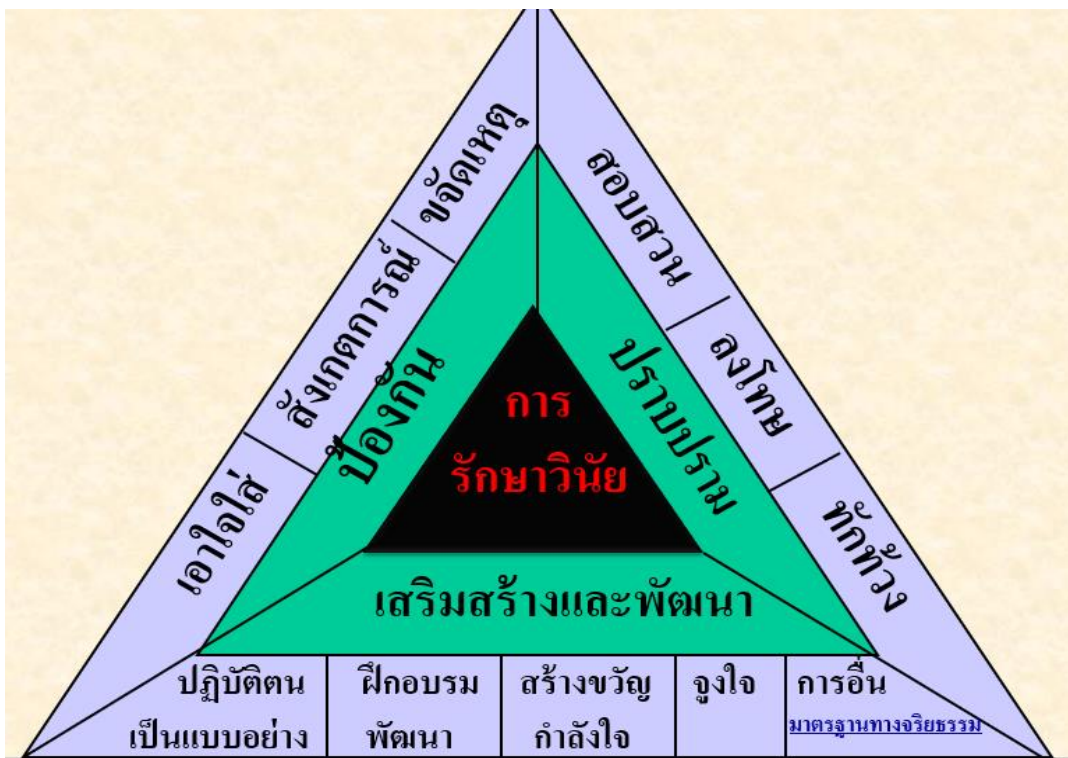 ขจัดเหตุ
สังเกตการณ์
เอาใจใส่
ป้องกัน
สอบสวน
ลงโทษ
ทักท้วง
ปราบปราม
การ
รักษาวินัย
เสริมสร้างและพัฒนา
ปฏิบัติตน
เป็นแบบอย่าง
ฝึกอบรม
พัฒนา
สร้างขวัญ
กำลังใจ
จูงใจ
การอื่น
มาตรฐานทางจริยธรรม